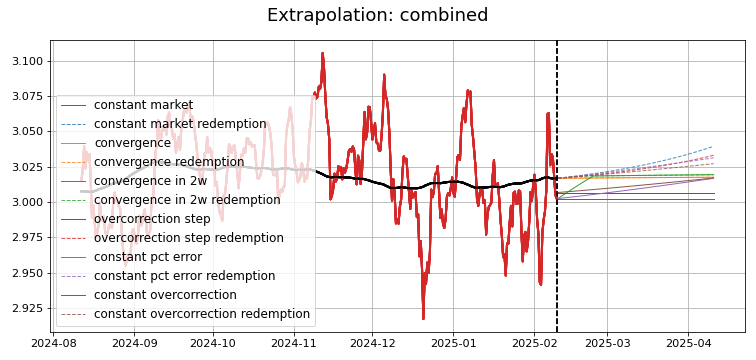 Extrapolation: combined
3.100
3.075
3.050
3.025
3.000
2.975
2.950
2.925
constant market
constant market redemption
convergence
convergence redemption
convergence in 2w
convergence in 2w redemption
overcorrection step
overcorrection step redemption
constant pct error
constant pct error redemption
constant overcorrection
constant overcorrection redemption
2024-08 2024-09 2024-10 2024-11 2024-12 2025-01 2025-02 2025-03 2025-04